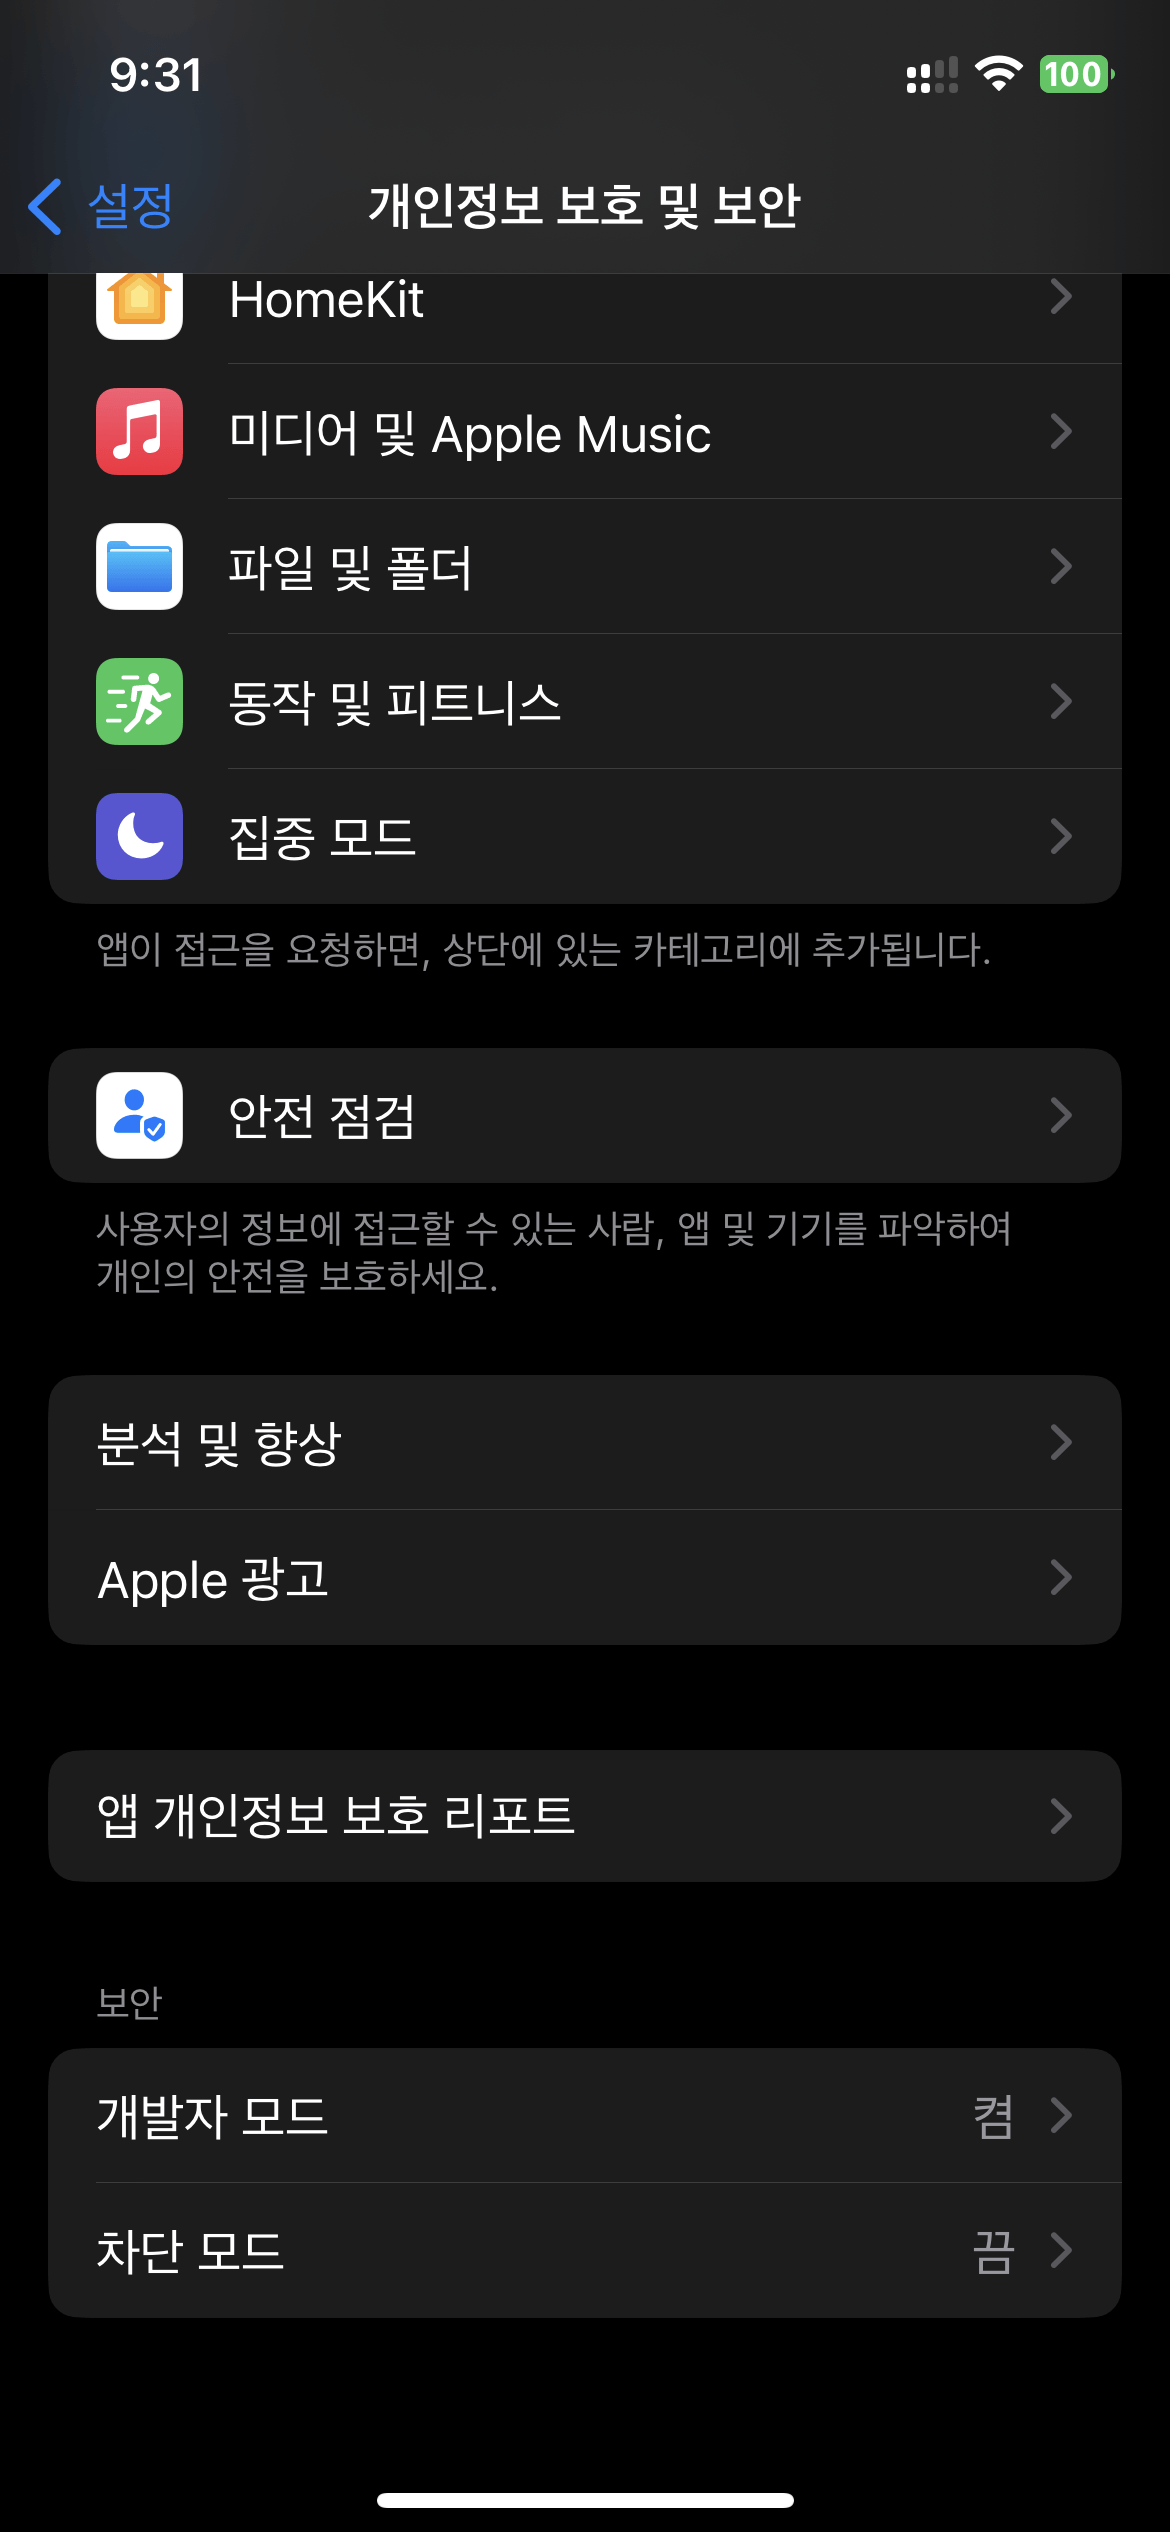 9:31
100
설정
개인정보 보호 및 보안
HomeKit
미디어 및 Apple Music
파일 및 폴더
동작 및 피트니스
집중 모드
앱이 접근을 요청하면, 상단에 있는 카테고리에 추가됩니다.
안전 점검
사용자의 정보에 접근할 수 있는 사람, 앱 및 기기를 파악하여
개인의 안전을 보호하세요.
분석 및 향상
Apple 광고
앱 개인정보 보호 리포트
보안
개발자 모드 켬
차단 모드 끔